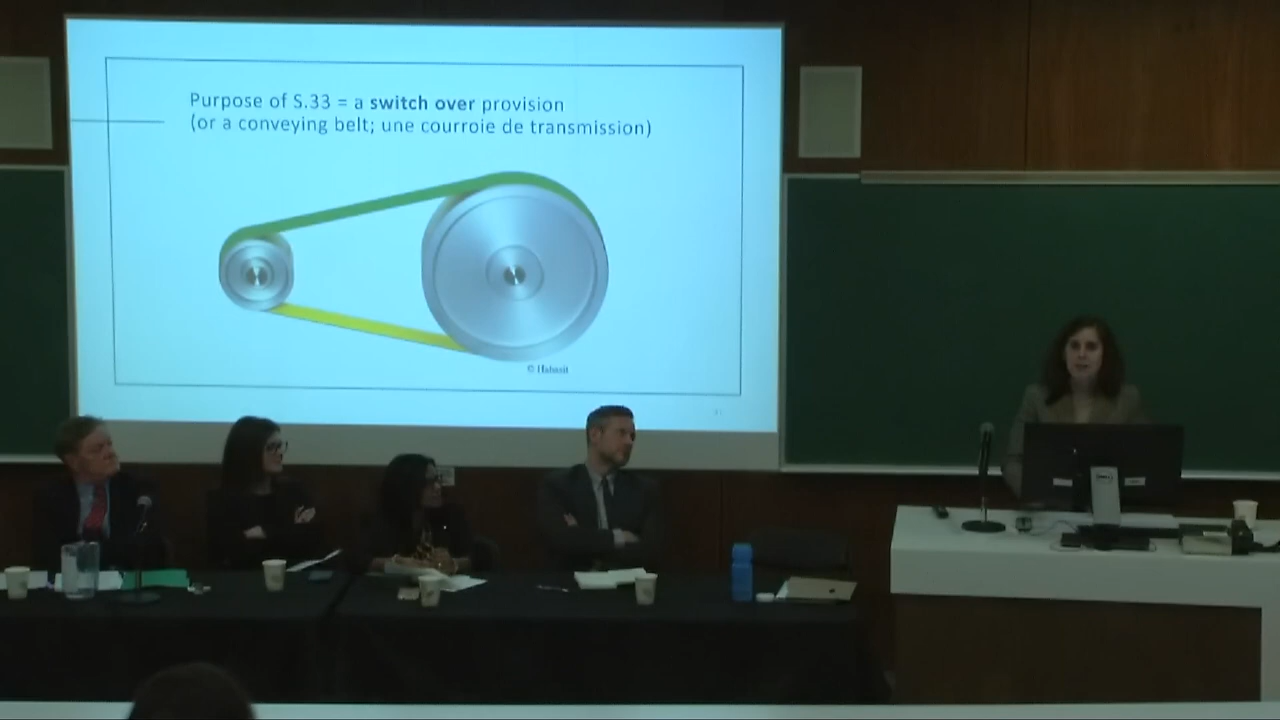 Purpose of S.33 = a switch over provision
(or a conveying belt; une courroie de transmission)
© Habasit